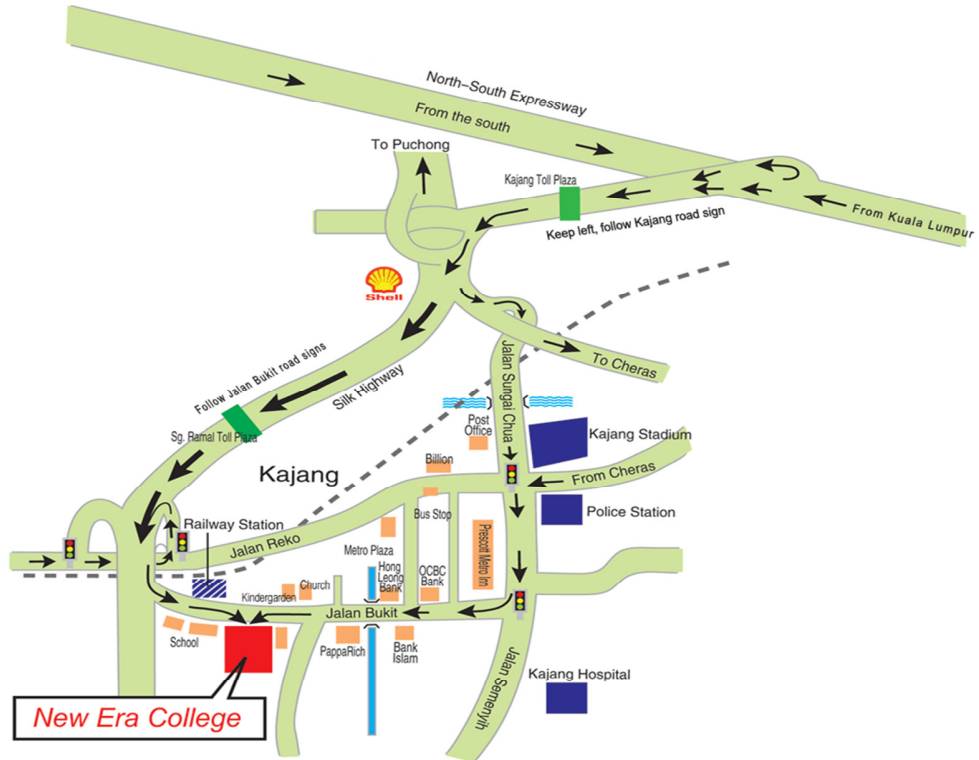 North–South Expressway
From the south
To Puchong
Kajang Toll Plaza
From Kuala Lumpur
Keep left, follow Kajang road sign
Shell
To Cheras
Follow Jalan Bukit road signs
Silk Highway
Jalan Sungai Chua
Sg. Ramal Toll Plaza
Post
Office
Kajang Stadium
Billion
From Cheras
Kajang
Bus Stop
Police Station
Railway Station
Jalan Reko
Metro Plaza
Prescott Metro Inn
Hong
Leong
Bank
OCBC
Bank
Kindergarden
Church
Jalan Bukit
School
PappaRich
Bank
Islam
Jalan Semenyih
Kajang Hospital
New Era College